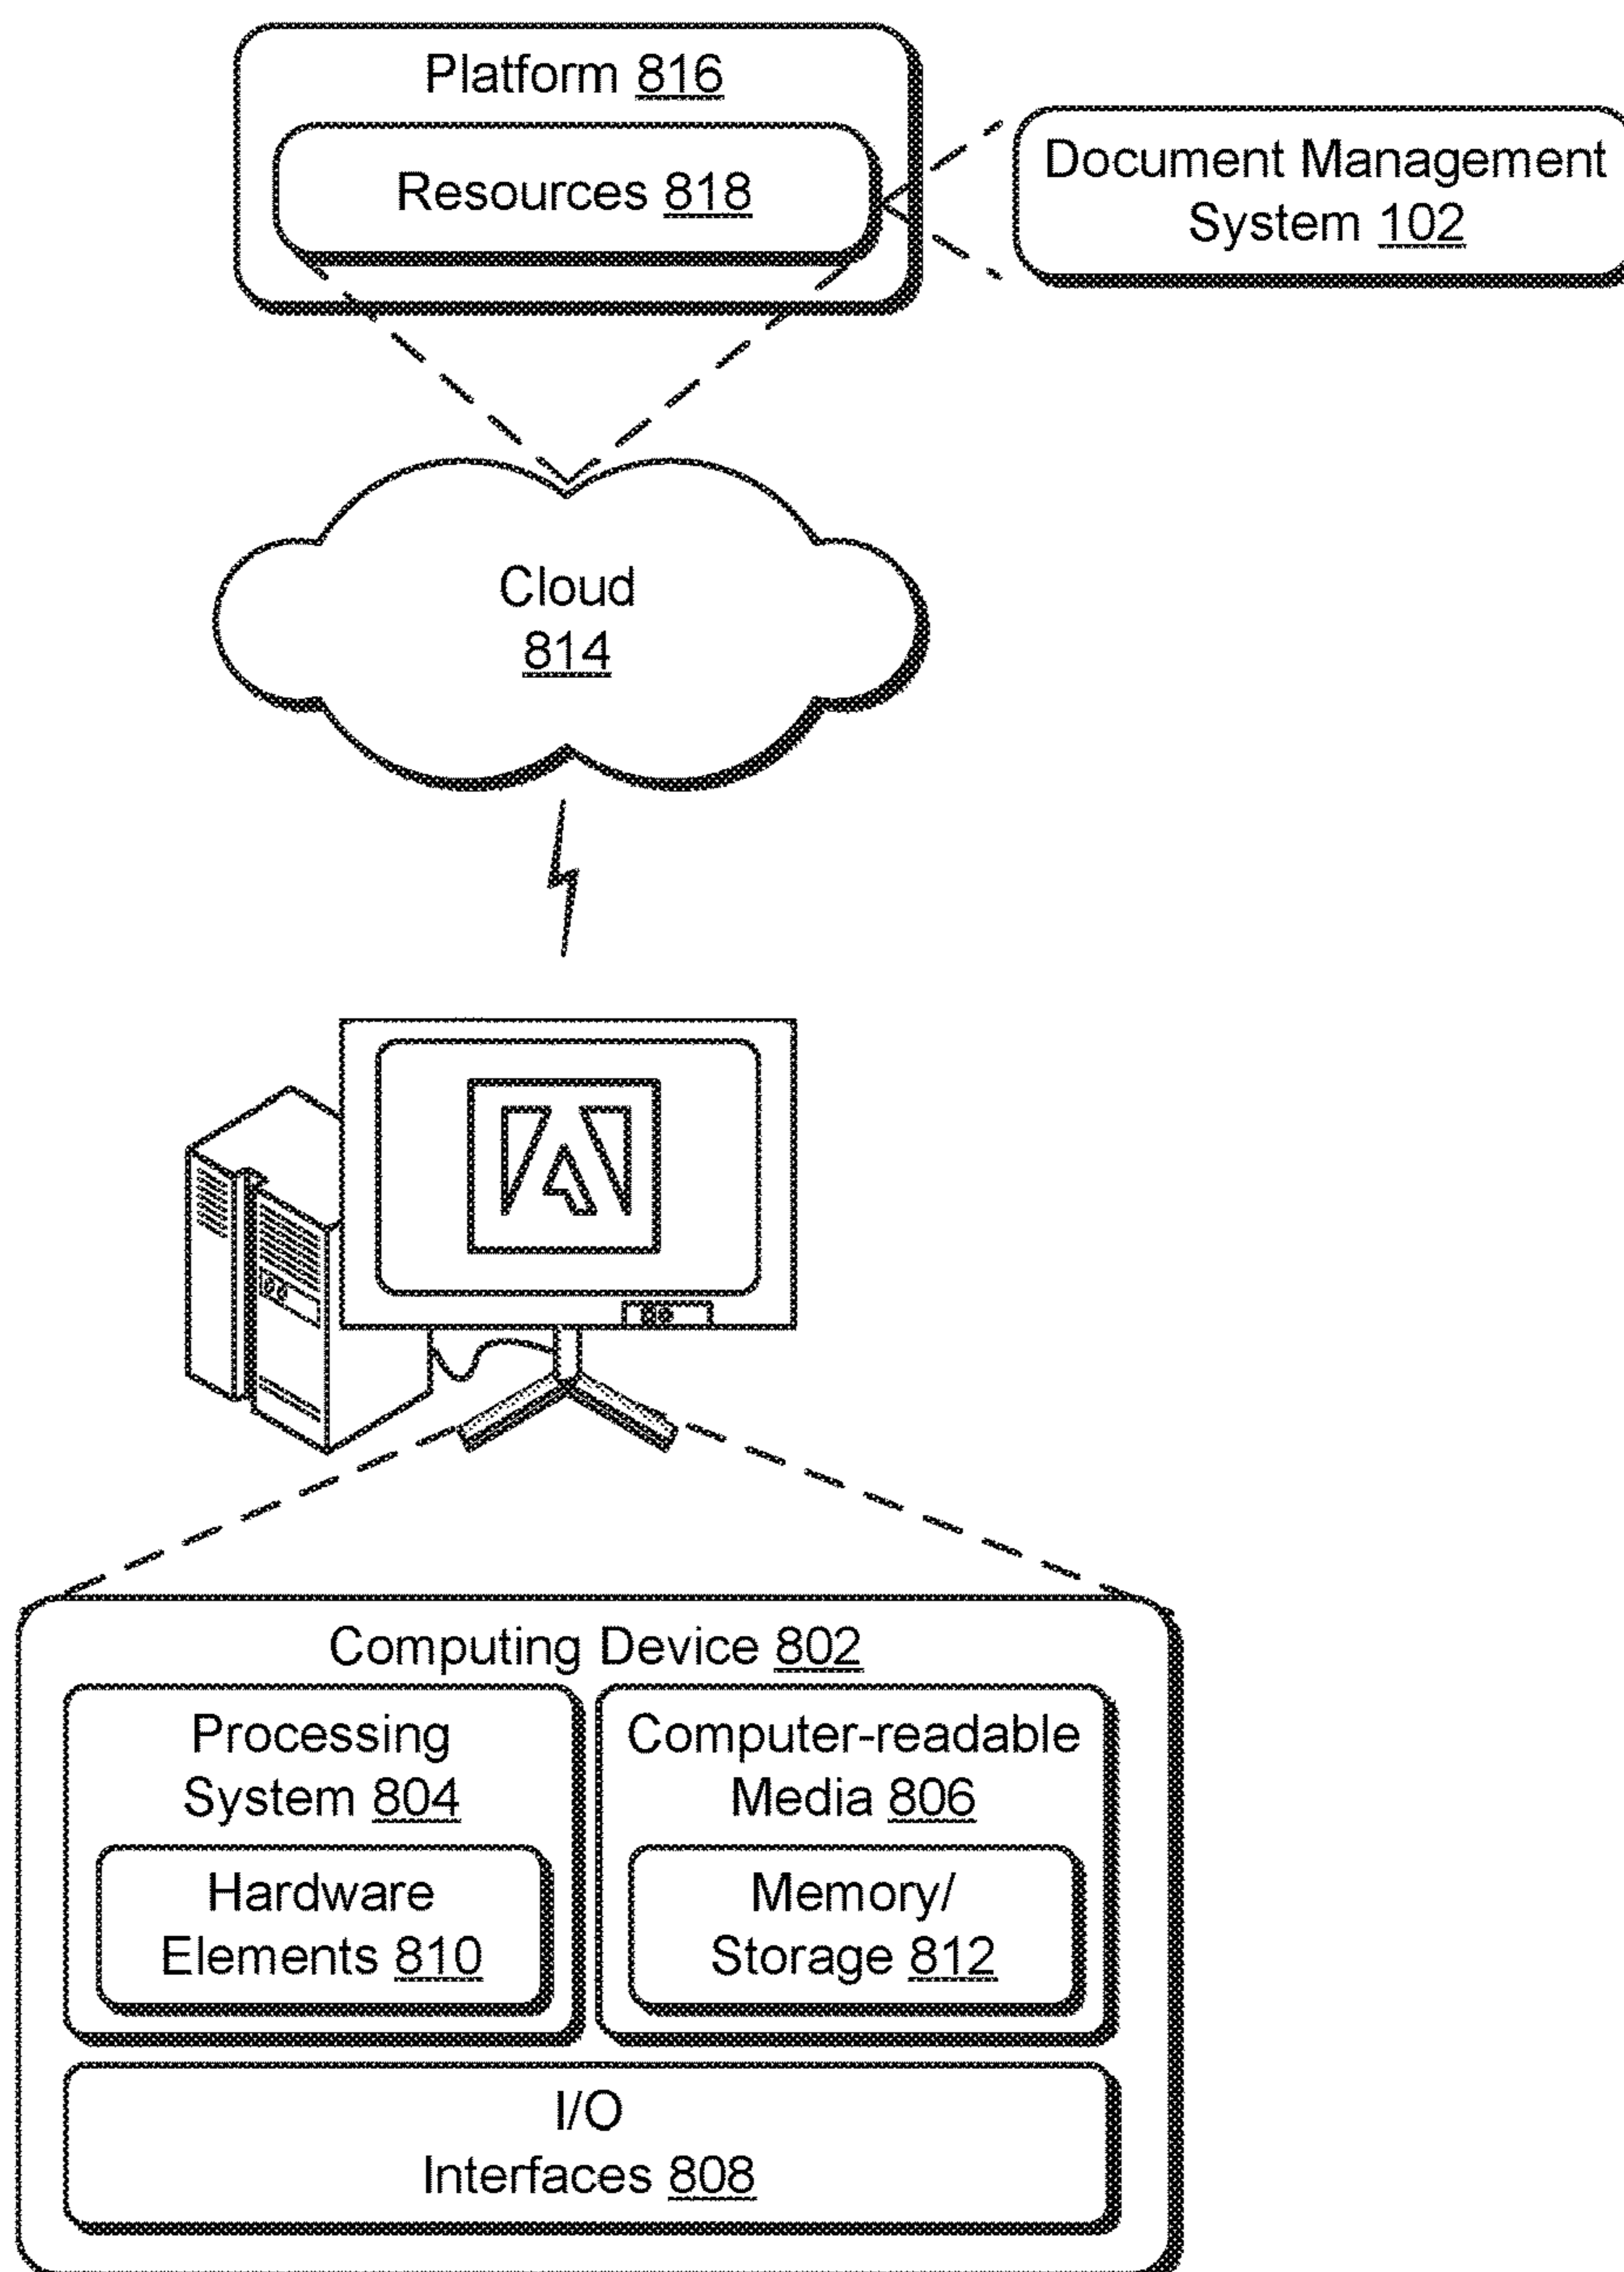 Platform 816
Resources 818
Document Management
System 102
Cloud
814
Computing Device 802
Processing
System 804
Hardware
Elements 810
Computer-readable
Media 806
Memory/
Storage 812
I/O
Interfaces 808